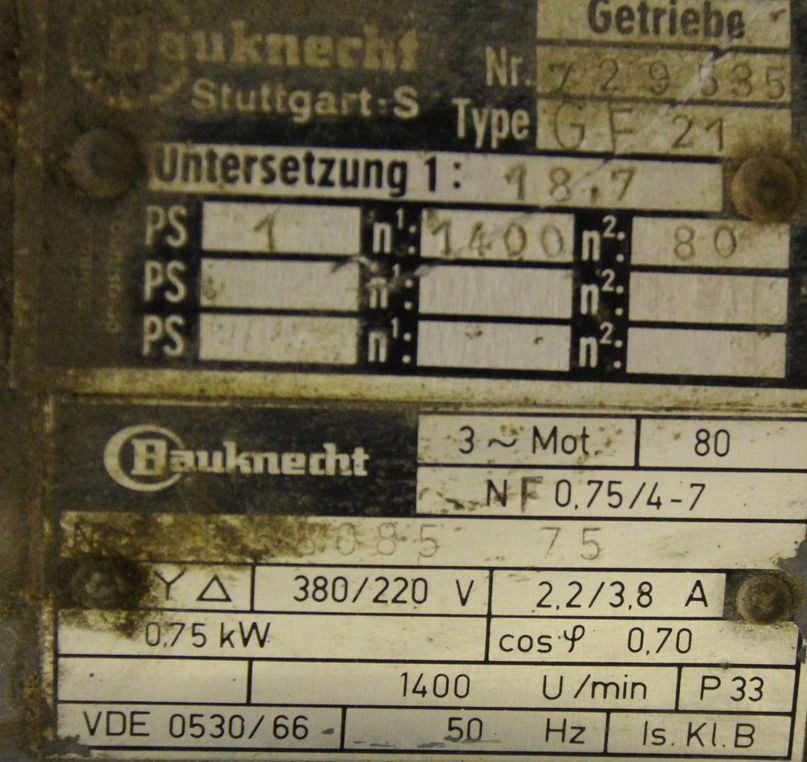 Getriebe
Bauknecht
Stuttgart-S
Nr. 729535
Type GF 21
Untersetzung 1: 18,7
PS 1 n1: 1400 n2: 80
PS n1: n2:
PS n1: n2:
Bauknecht
3 ~ Mot. 80
NF 0,75/4-7
085 75
Y △ 380/220 V 2,2/3,8 A
0,75 kW cos φ 0,70
1400 U/min P 33
VDE 0530/66 50 Hz Is. Kl. B